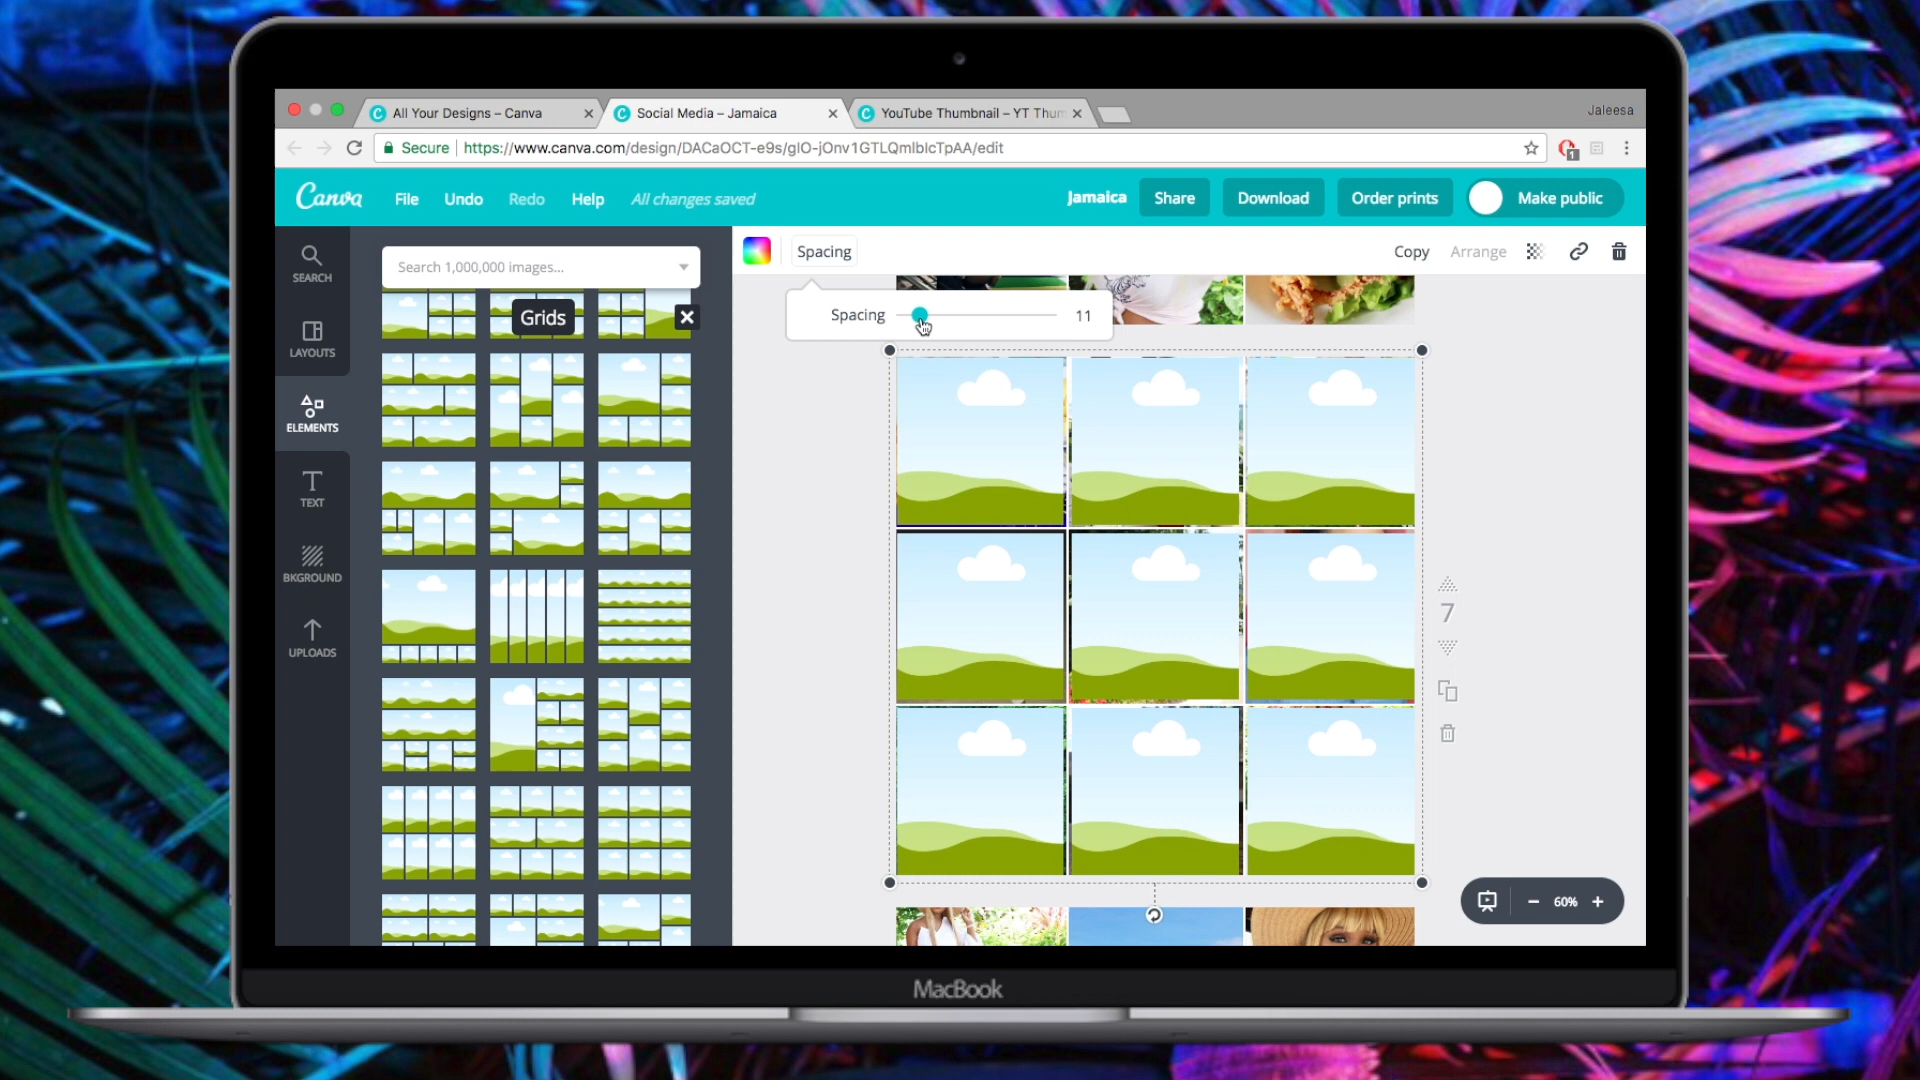 All Your Designs – Canva
Social Media – Jamaica
YouTube Thumbnail – YT Thum
Jaleesa
Secure
https://www.canva.com/design/DACaOCT-e9s/glO-jOnv1GTLQmlblcTpAA/edit
1
Canva
File
Undo
Redo
Help
All changes saved
Jamaica
Share
Download
Order prints
Make public
SEARCH
LAYOUTS
ELEMENTS
TEXT
BKGROUND
UPLOADS
Search 1,000,000 images...
Grids
Spacing
Copy
Arrange
Spacing
11
7
60%
MacBook